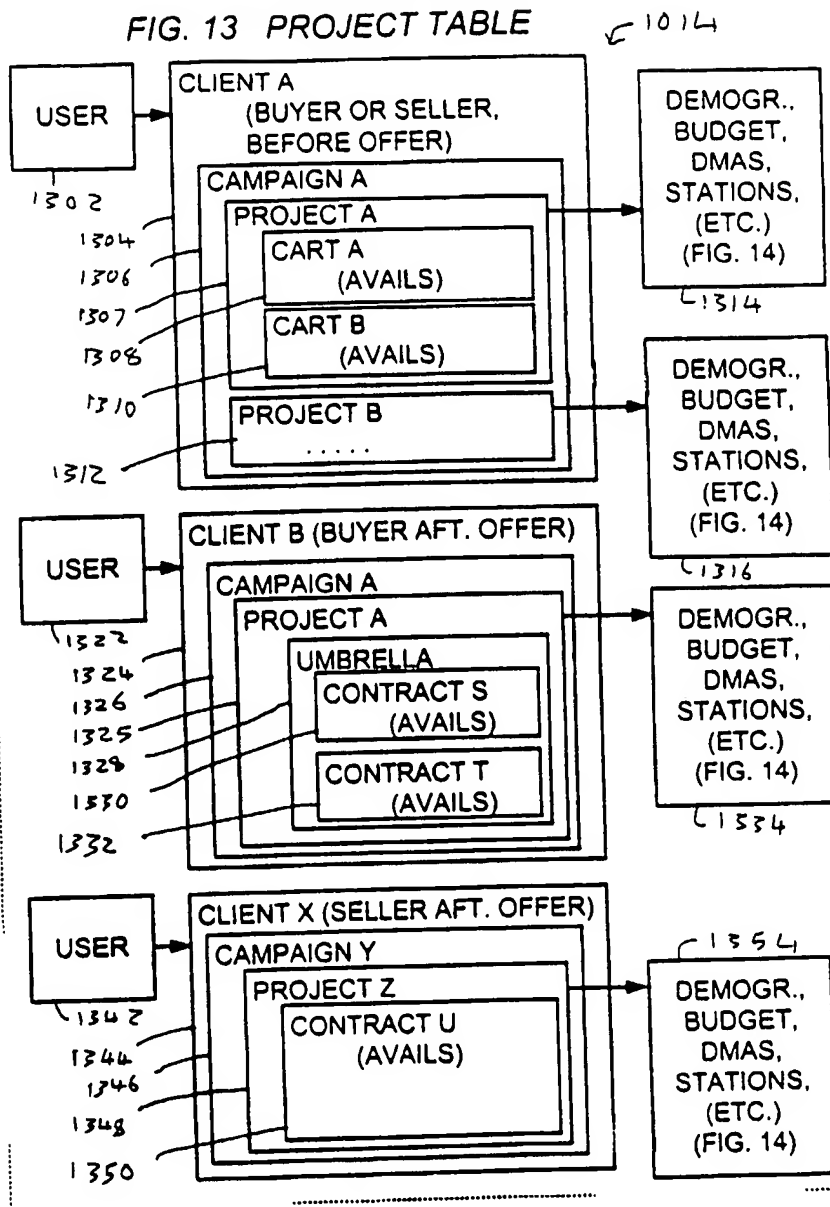 FIG. 13 PROJECT TABLE
1014
USER
1302
CLIENT A
(BUYER OR SELLER,
BEFORE OFFER)
CAMPAIGN A
PROJECT A
CART A
(AVAILS)
CART B
(AVAILS)
PROJECT B
.....
1304
1306
1307
1308
1310
1312
DEMOGR.,
BUDGET,
DMAS,
STATIONS,
(ETC.)
(FIG. 14)
1314
DEMOGR.,
BUDGET,
DMAS,
STATIONS,
(ETC.)
(FIG. 14)
1316
USER
1322
CLIENT B (BUYER AFT. OFFER)
CAMPAIGN A
PROJECT A
UMBRELLA
CONTRACT S
(AVAILS)
CONTRACT T
(AVAILS)
1324
1326
1325
1328
1330
1332
DEMOGR.,
BUDGET,
DMAS,
STATIONS,
(ETC.)
(FIG. 14)
1334
USER
1342
CLIENT X (SELLER AFT. OFFER)
CAMPAIGN Y
PROJECT Z
CONTRACT U
(AVAILS)
1344
1346
1348
1350
1354
DEMOGR.,
BUDGET,
DMAS,
STATIONS,
(ETC.)
(FIG. 14)